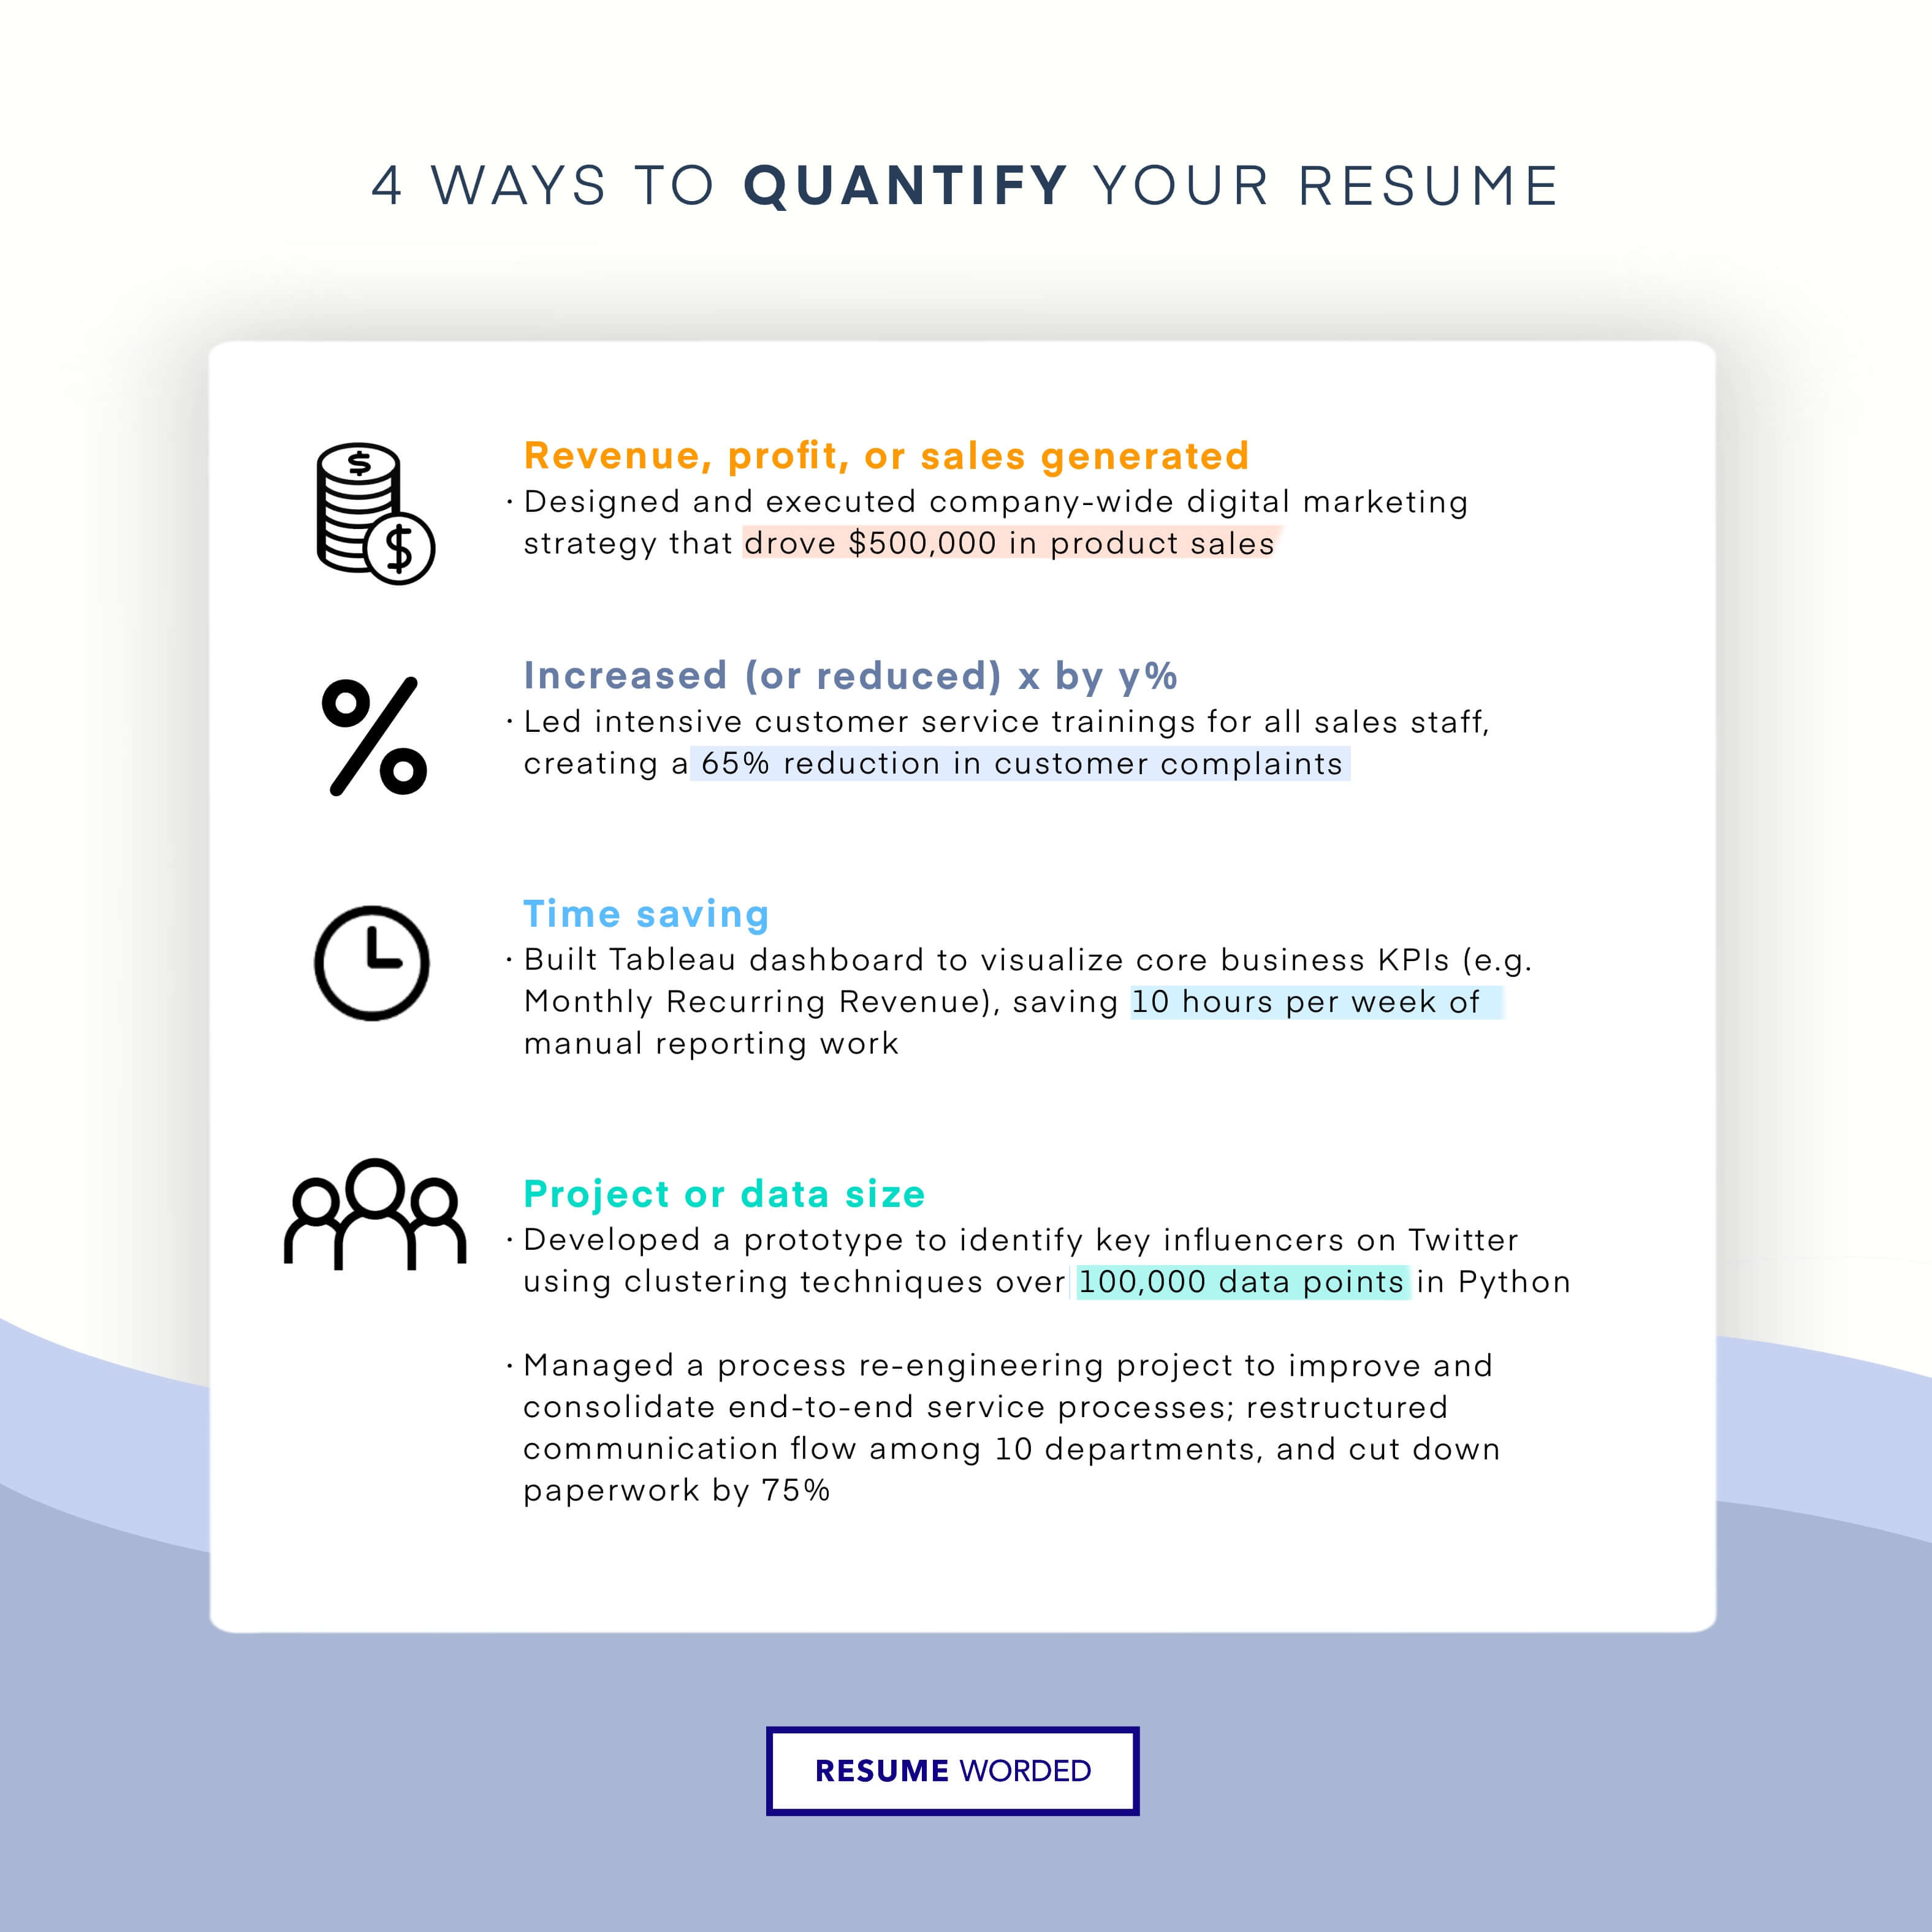 4 WAYS TO QUANTIFY YOUR RESUME
$
$
Revenue, profit, or sales generated
· Designed and executed company-wide digital marketing
strategy that drove $500,000 in product sales
%
Increased (or reduced) x by y%
· Led intensive customer service trainings for all sales staff,
creating a 65% reduction in customer complaints
Time saving
· Built Tableau dashboard to visualize core business KPIs (e.g.
Monthly Recurring Revenue), saving 10 hours per week of
manual reporting work
Project or data size
· Developed a prototype to identify key influencers on Twitter
using clustering techniques over 100,000 data points in Python
· Managed a process re-engineering project to improve and
consolidate end-to-end service processes; restructured
communication flow among 10 departments, and cut down
paperwork by 75%
RESUME WORDED